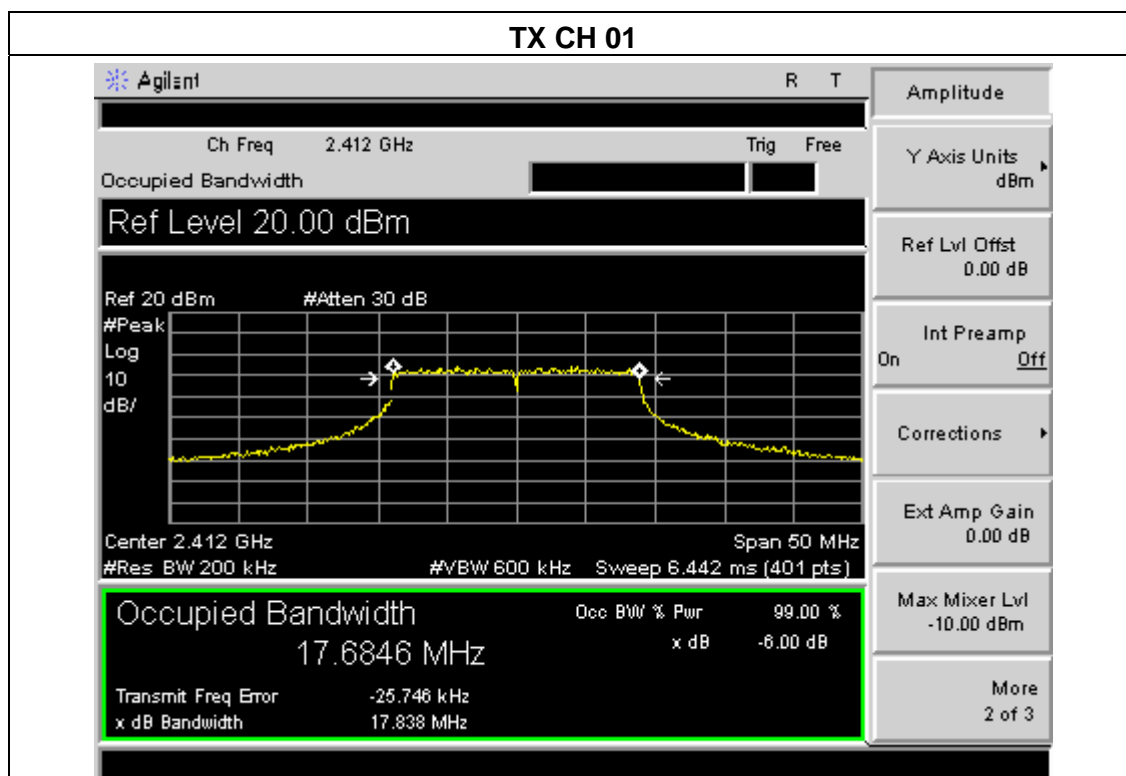 TX CH 01
Agilent R T
Ch Freq 2.412 GHz Trig Free
Occupied Bandwidth
Ref Level 20.00 dBm
Ref 20 dBm #Atten 30 dB
#Peak
Log
10
dB/
Center 2.412 GHz Span 50 MHz
#Res BW 200 kHz #VBW 600 kHz Sweep 6.442 ms (401 pts)
Occupied Bandwidth Occ BW % Pwr 99.00 %
17.6846 MHz x dB -6.00 dB
Transmit Freq Error -25.746 kHz
x dB Bandwidth 17.838 MHz
Amplitude
Y Axis Units
dBm
Ref Lvl Offst
0.00 dB
Int Preamp
On Off
Corrections
Ext Amp Gain
0.00 dB
Max Mixer Lvl
-10.00 dBm
More
2 of 3